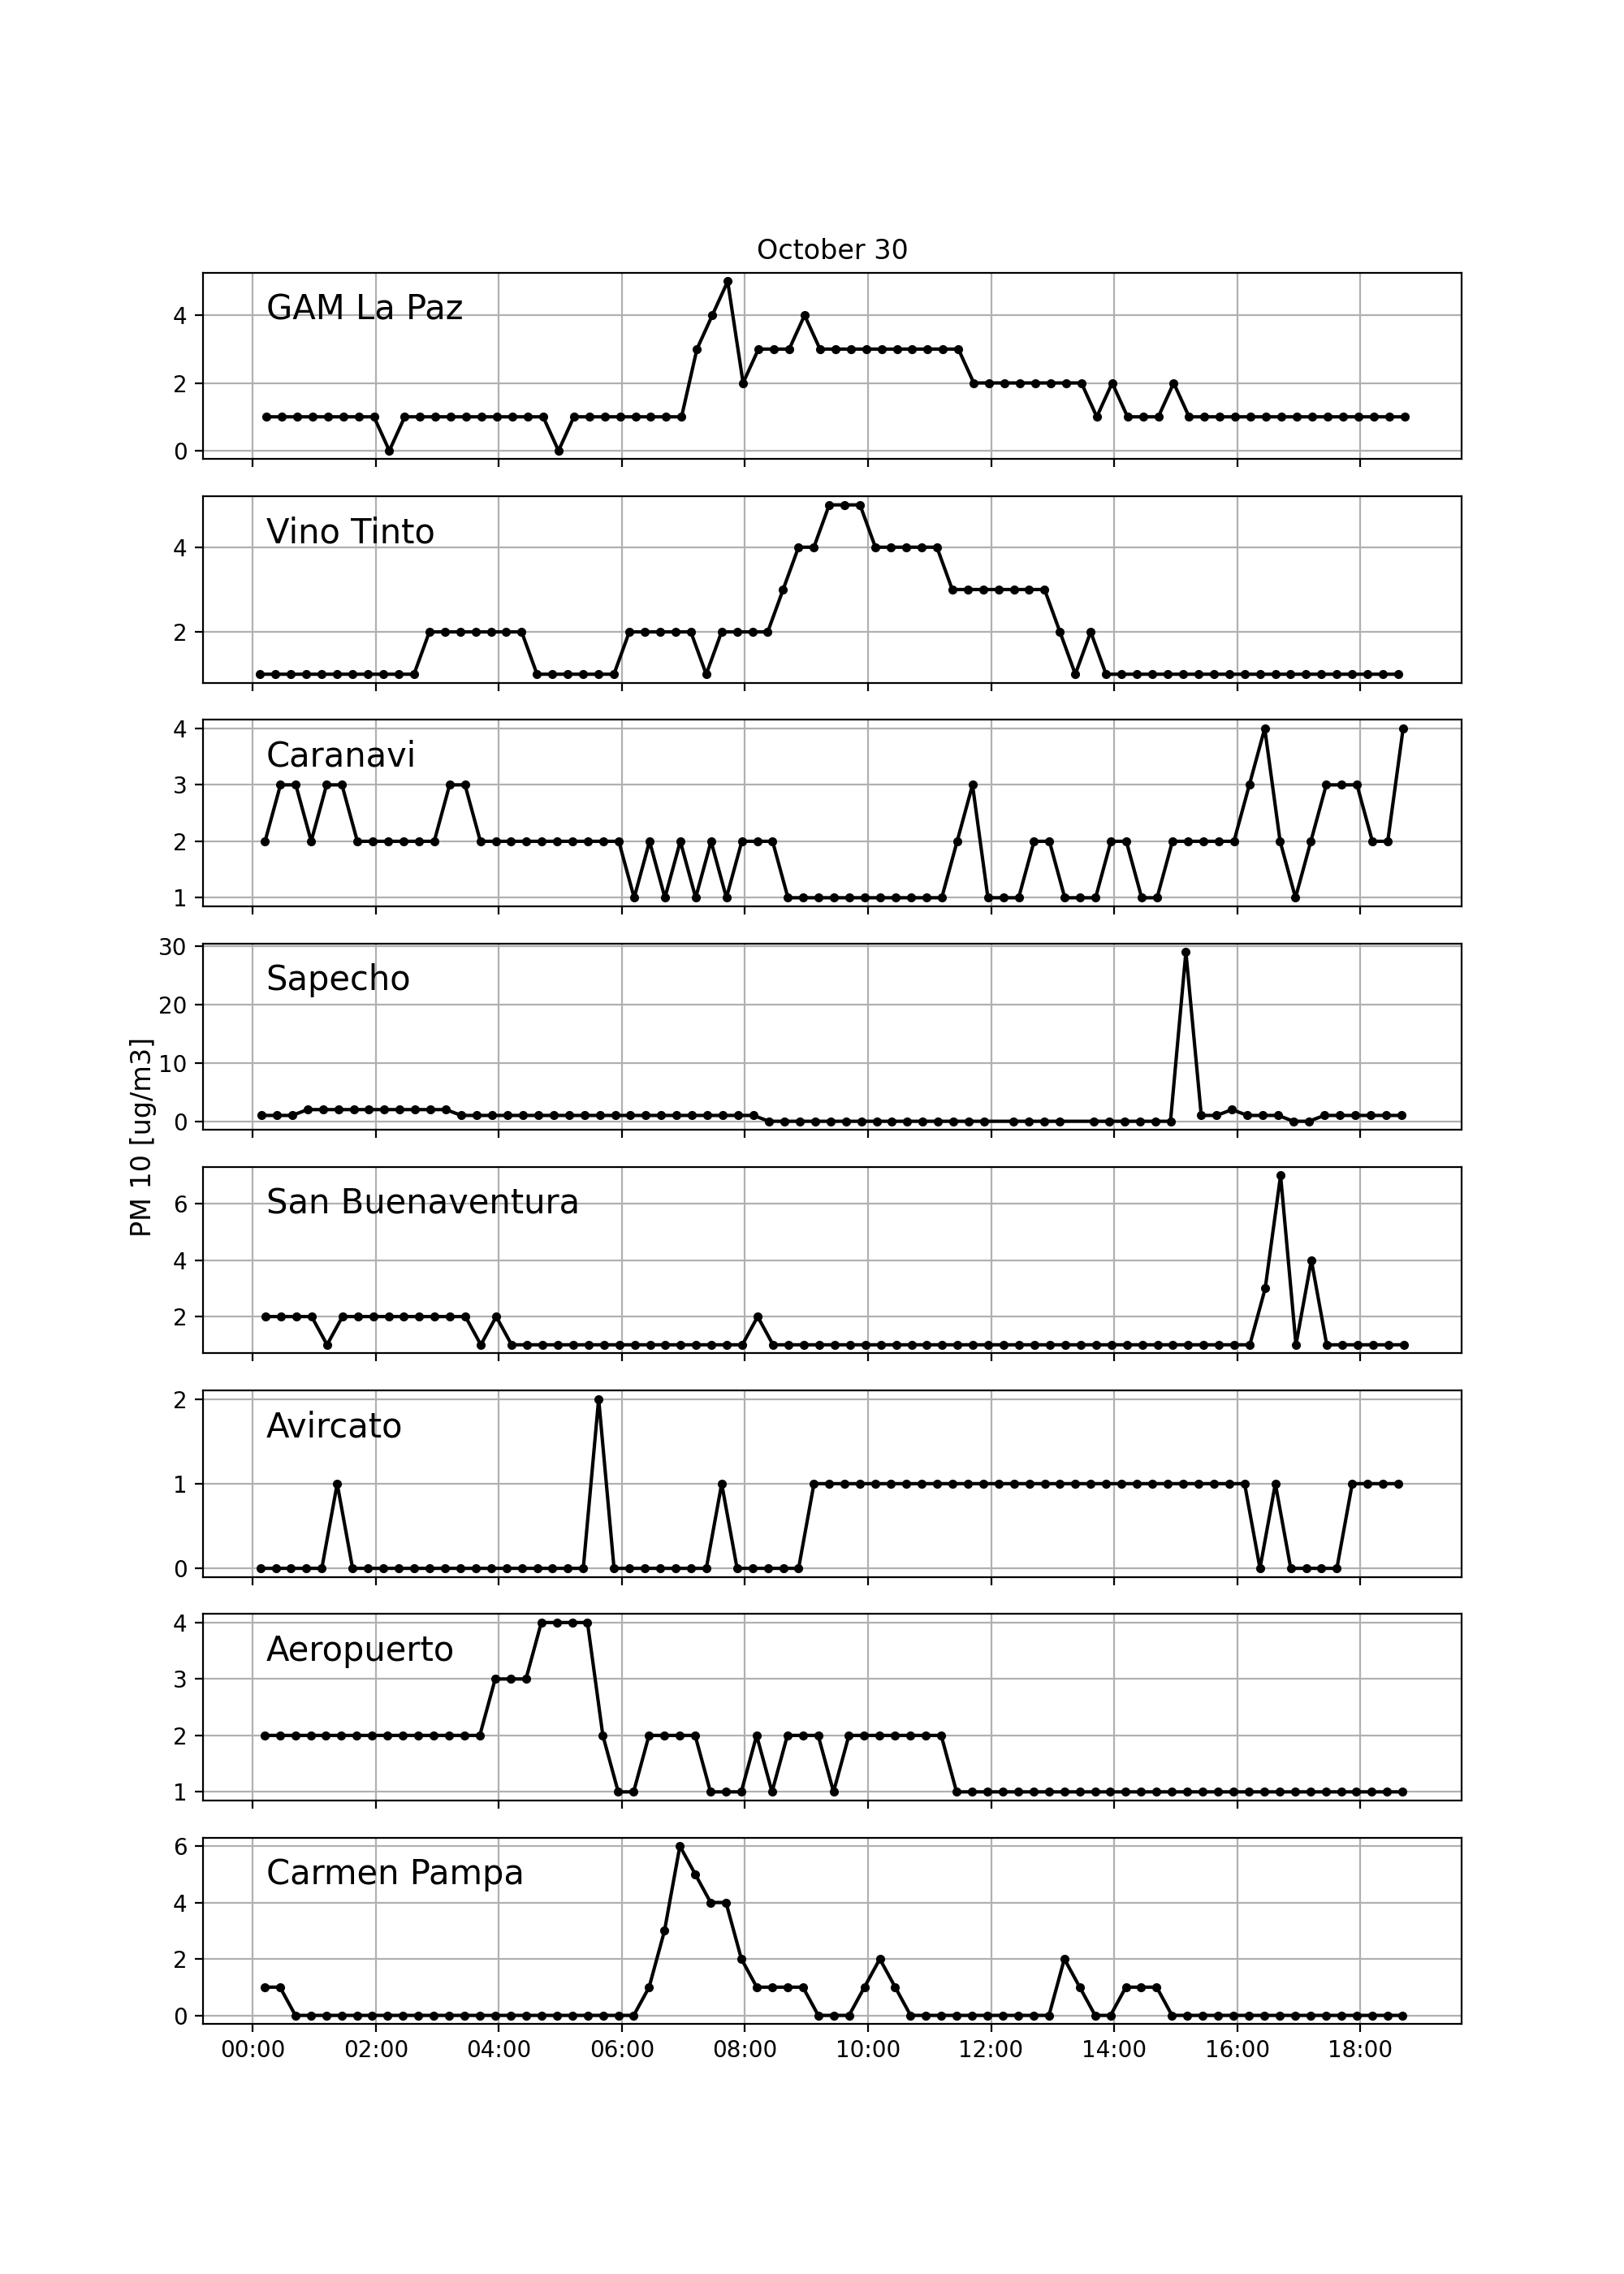 October 30
GAM La Paz
4
2
0
Vino Tinto
4
2
Caranavi
4
3
2
1
Sapecho
30
20
10
0
PM 10 [ug/m3]
San Buenaventura
6
4
2
Avircato
2
1
0
Aeropuerto
4
3
2
1
Carmen Pampa
6
4
2
0
00:00 02:00 04:00 06:00 08:00 10:00 12:00 14:00 16:00 18:00